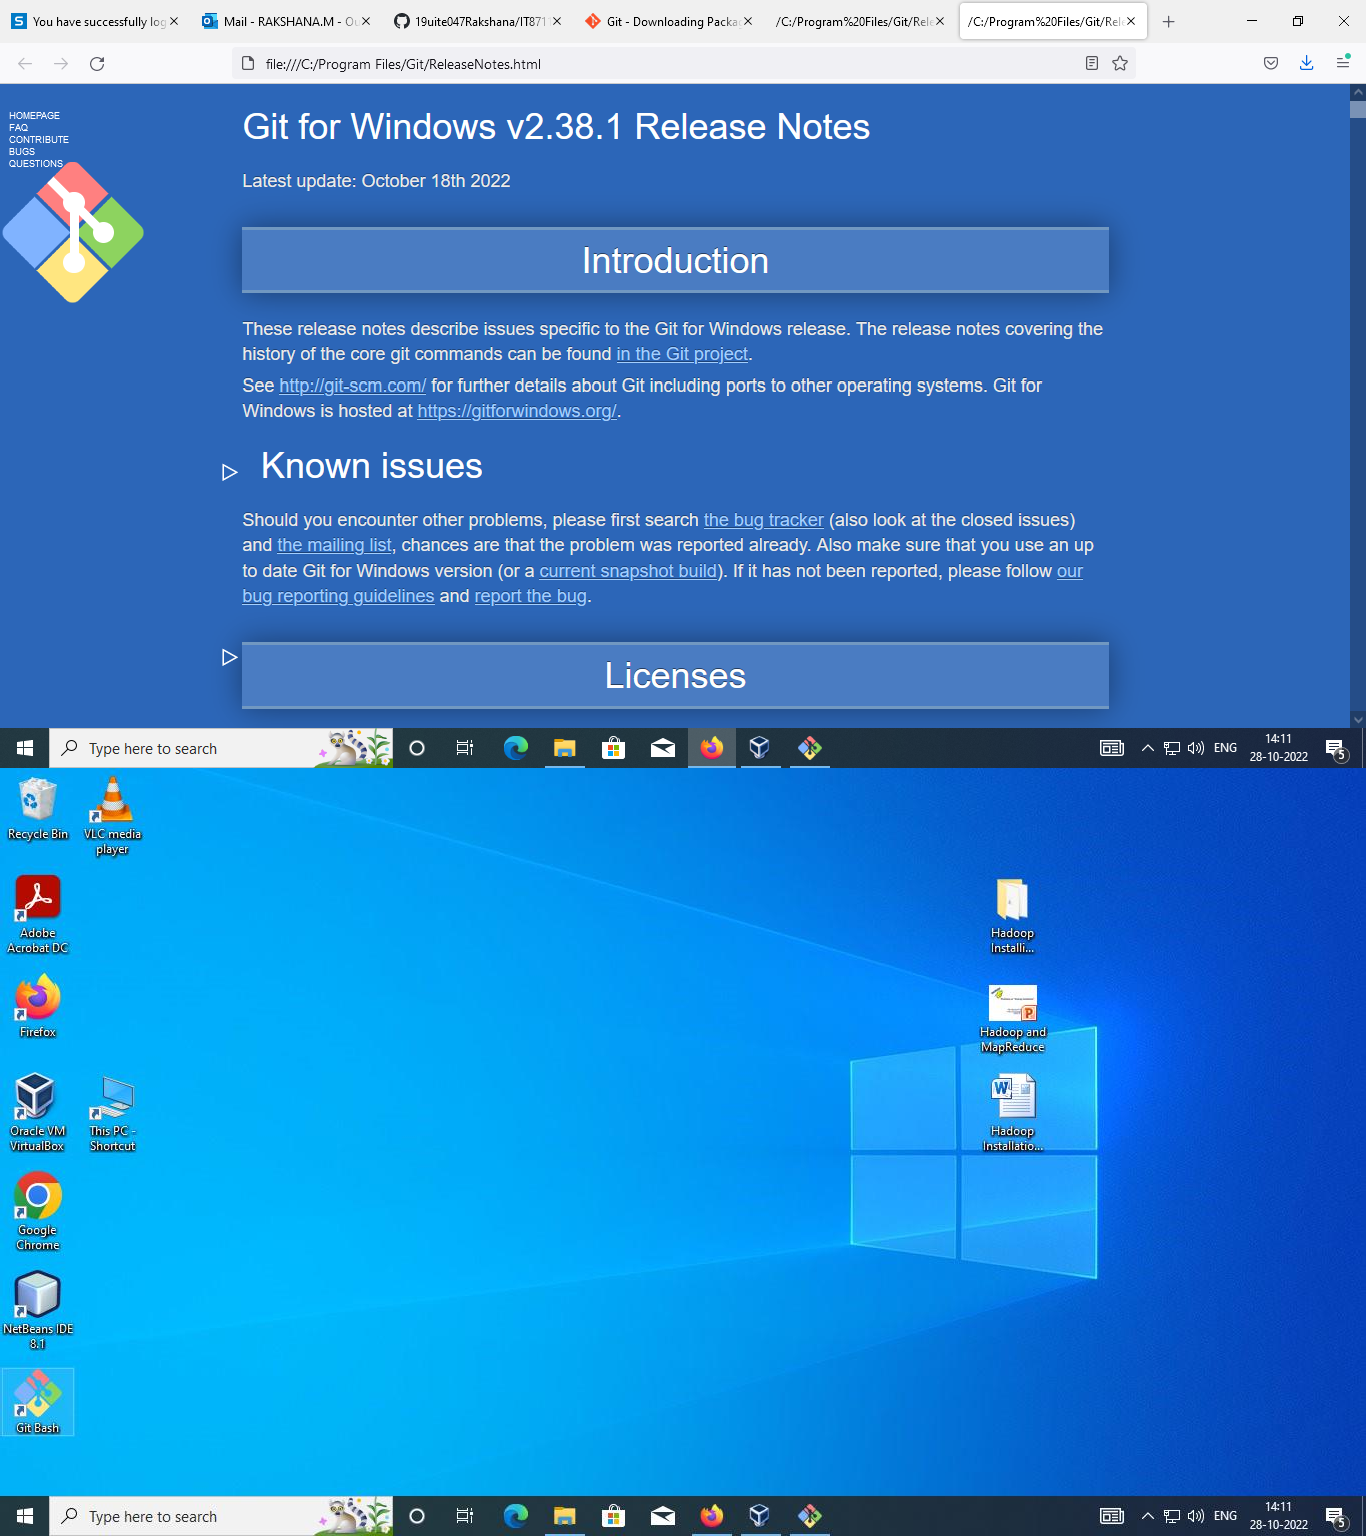 You have successfully log
Mail - RAKSHANA.M - Ou
19uite047Rakshana/IT871
Git - Downloading Packa
/C:/Program%20Files/Git/Rele
/C:/Program%20Files/Git/Rele
file:///C:/Program Files/Git/ReleaseNotes.html
HOMEPAGE
FAQ
CONTRIBUTE
BUGS
QUESTIONS
Git for Windows v2.38.1 Release Notes
Latest update: October 18th 2022
Introduction
These release notes describe issues specific to the Git for Windows release. The release notes covering the
history of the core git commands can be found in the Git project.
See http://git-scm.com/ for further details about Git including ports to other operating systems. Git for
Windows is hosted at https://gitforwindows.org/.
Known issues
Should you encounter other problems, please first search the bug tracker (also look at the closed issues)
and the mailing list, chances are that the problem was reported already. Also make sure that you use an up
to date Git for Windows version (or a current snapshot build). If it has not been reported, please follow our
bug reporting guidelines and report the bug.
Licenses
Type here to search
ENG
14:11
28-10-2022
5
Recycle Bin
VLC media
player
Adobe
Acrobat DC
Hadoop
Installi...
Firefox
Hadoop and
MapReduce
Oracle VM
VirtualBox
This PC -
Shortcut
Hadoop
Installatio...
Google
Chrome
NetBeans IDE
8.1
Git Bash
Type here to search
ENG
14:11
28-10-2022
5